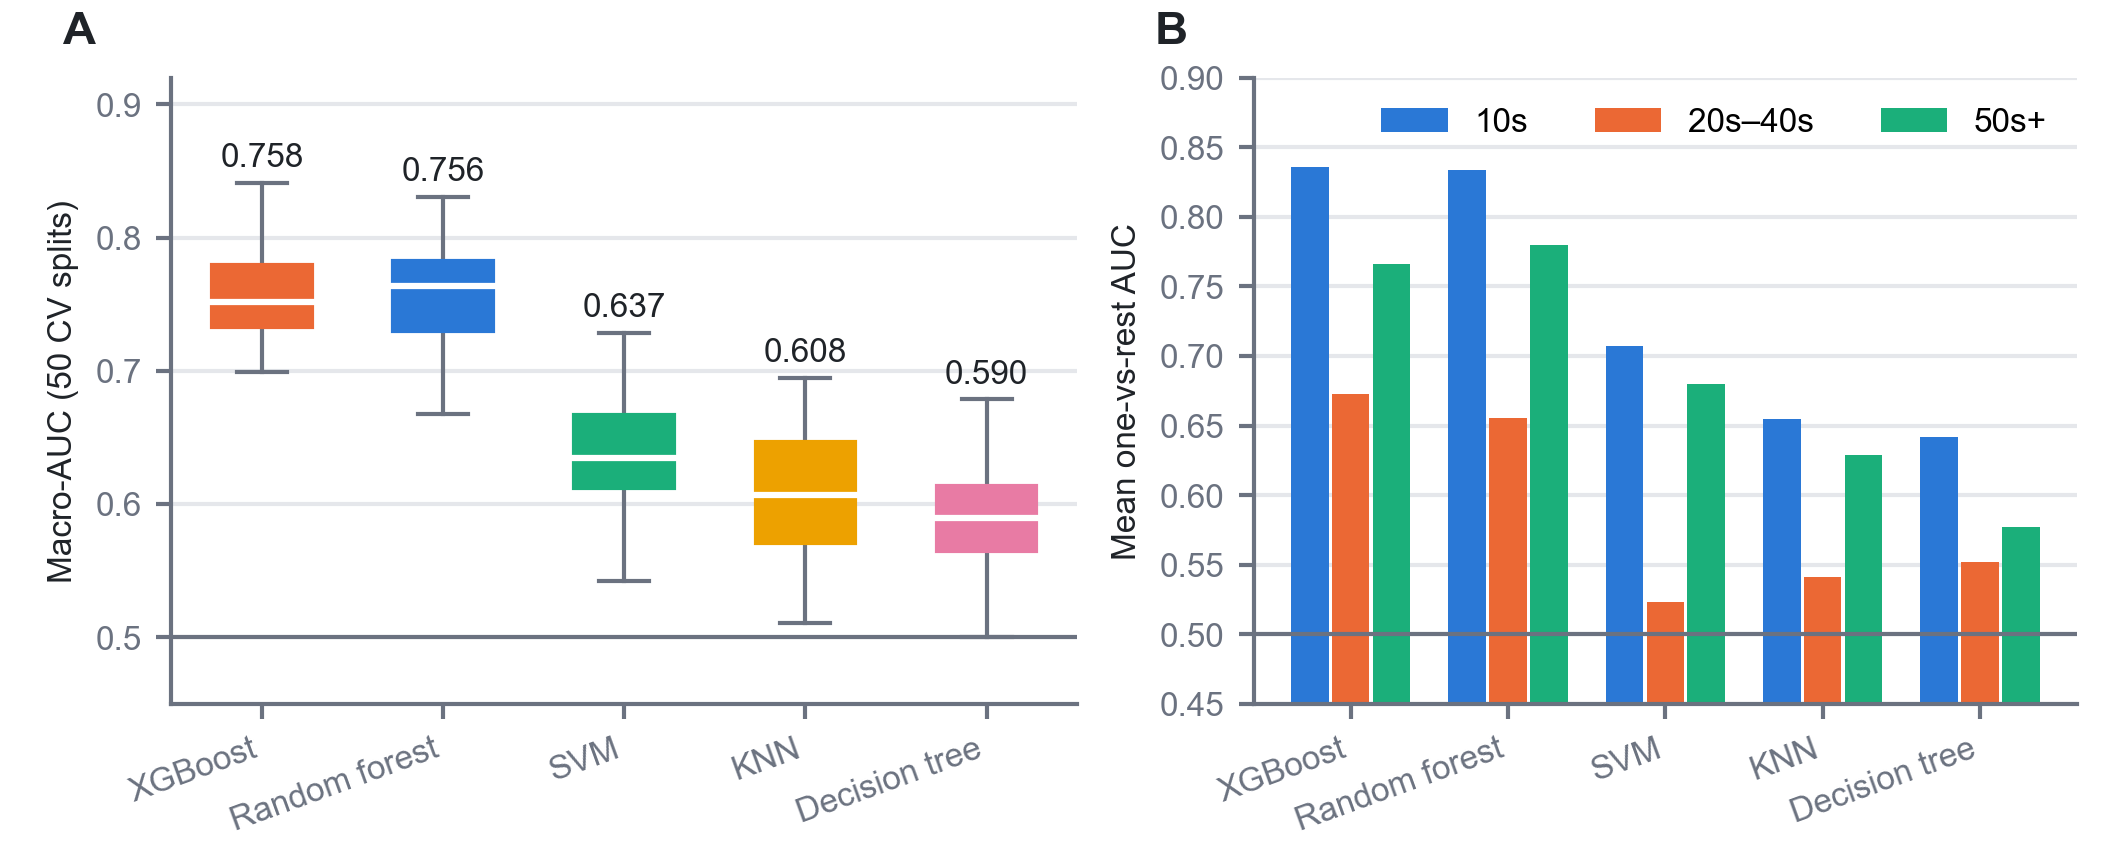 A
Macro-AUC (50 CV splits)
0.9
0.8
0.7
0.6
0.5
0.758
0.756
0.637
0.608
0.590
XGBoost
Random forest
SVM
KNN
Decision tree
B
Mean one-vs-rest AUC
0.90
0.85
0.80
0.75
0.70
0.65
0.60
0.55
0.50
0.45
10s
20s–40s
50s+
XGBoost
Random forest
SVM
KNN
Decision tree